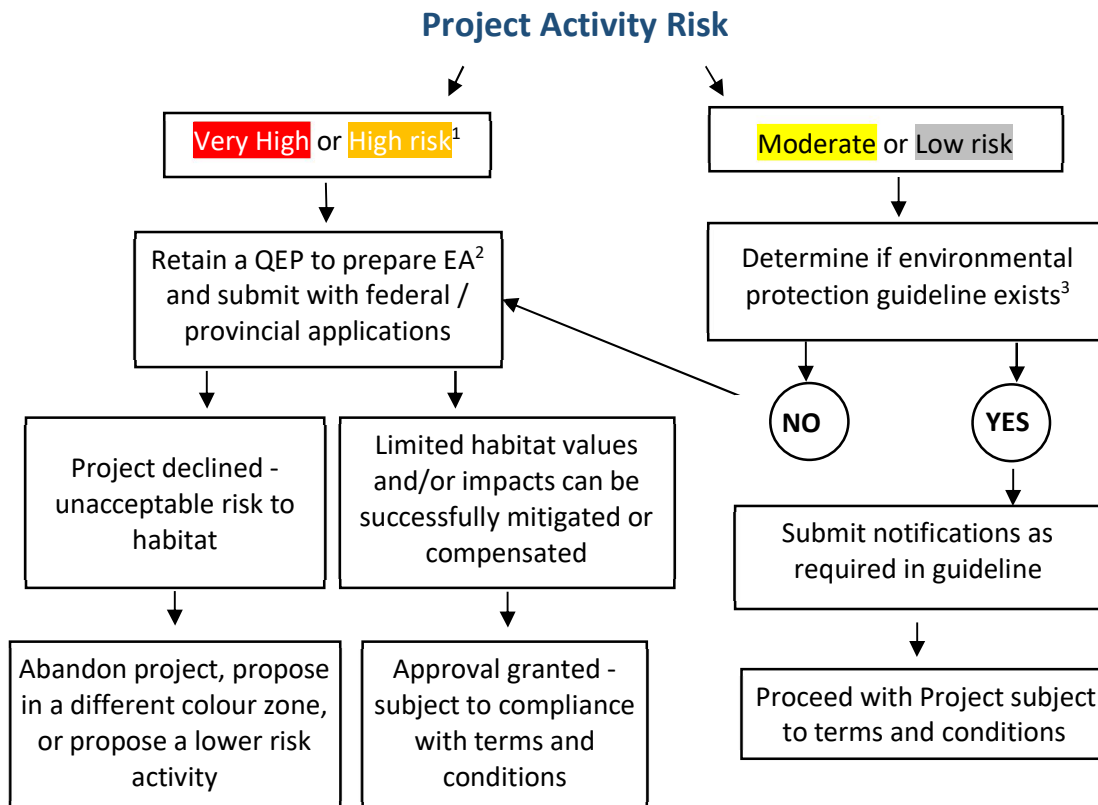 Project Activity Risk
Very High or High risk1
Moderate or Low risk
Retain a QEP to prepare EA2
and submit with federal /
provincial applications
Determine if environmental
protection guideline exists3
NO
YES
Project declined -
unacceptable risk to
habitat
Limited habitat values
and/or impacts can be
successfully mitigated or
compensated
Submit notifications as
required in guideline
Abandon project, propose
in a different colour zone,
or propose a lower risk
activity
Approval granted -
subject to compliance
with terms and
conditions
Proceed with Project subject
to terms and conditions